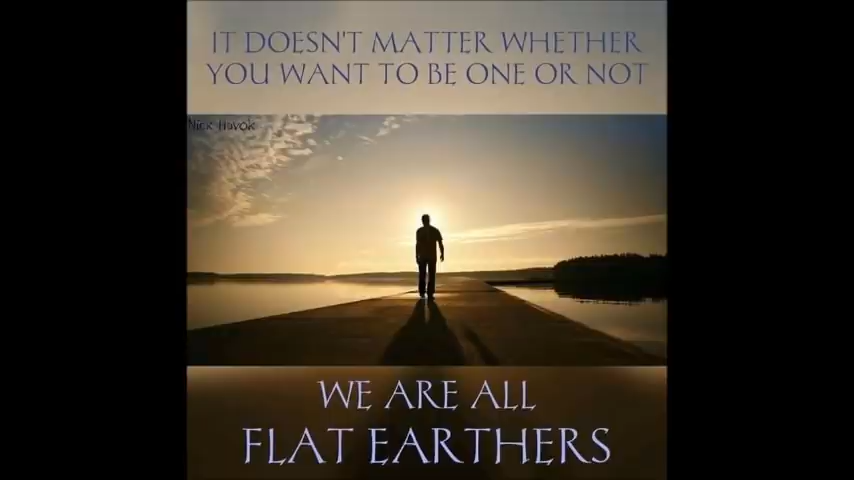 IT DOESN'T MATTER WHETHER
YOU WANT TO BE ONE OR NOT
Nick Havok
WE ARE ALL
FLAT EARTHERS